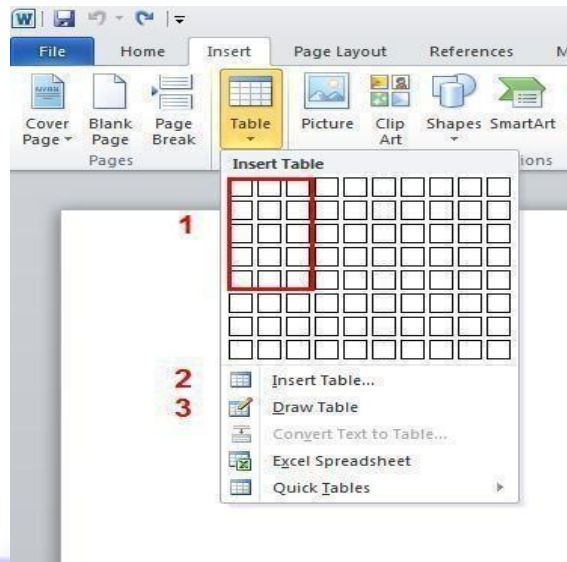 W
File Home Insert Page Layout References M
Cover Page Blank Page Page Break Table Picture Clip Art Shapes SmartArt
Pages ions
Insert Table
1
2 Insert Table...
3 Draw Table
Convert Text to Table...
Excel Spreadsheet
Quick Tables